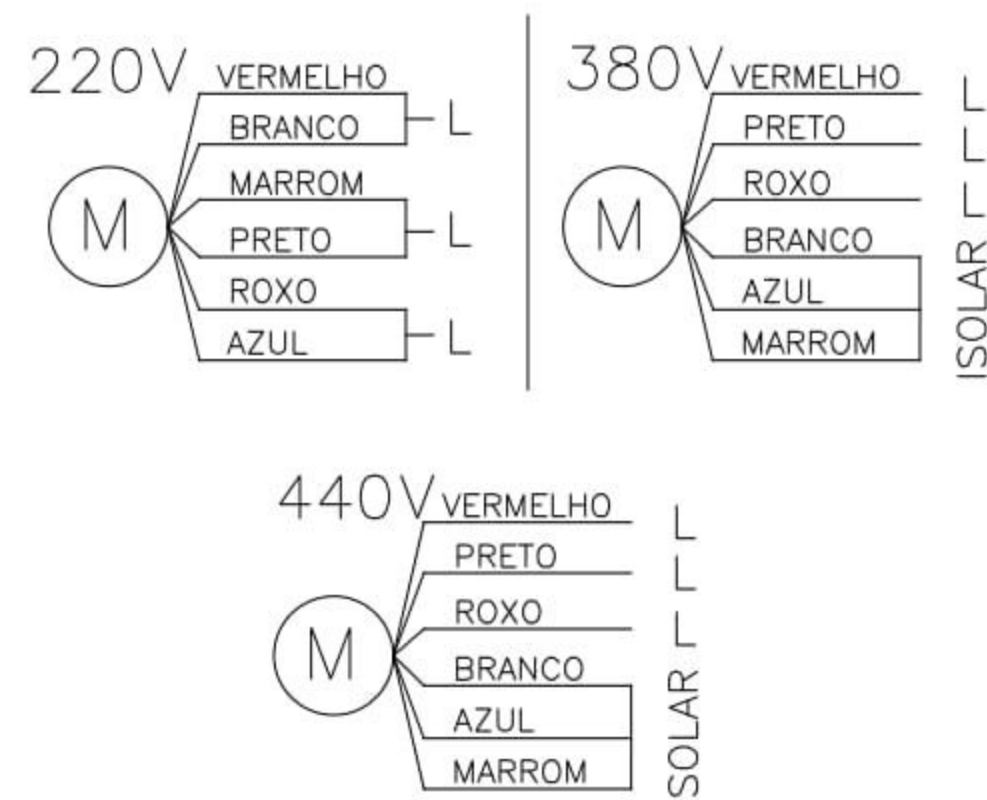 220V
VERMELHO
BRANCO
L
MARROM
PRETO
L
ROXO
AZUL
L
M
380V
VERMELHO
L
PRETO
L
ROXO
L
BRANCO
AZUL
MARROM
ISOLAR
M
440V
VERMELHO
L
PRETO
L
ROXO
L
BRANCO
AZUL
MARROM
SOLAR
M